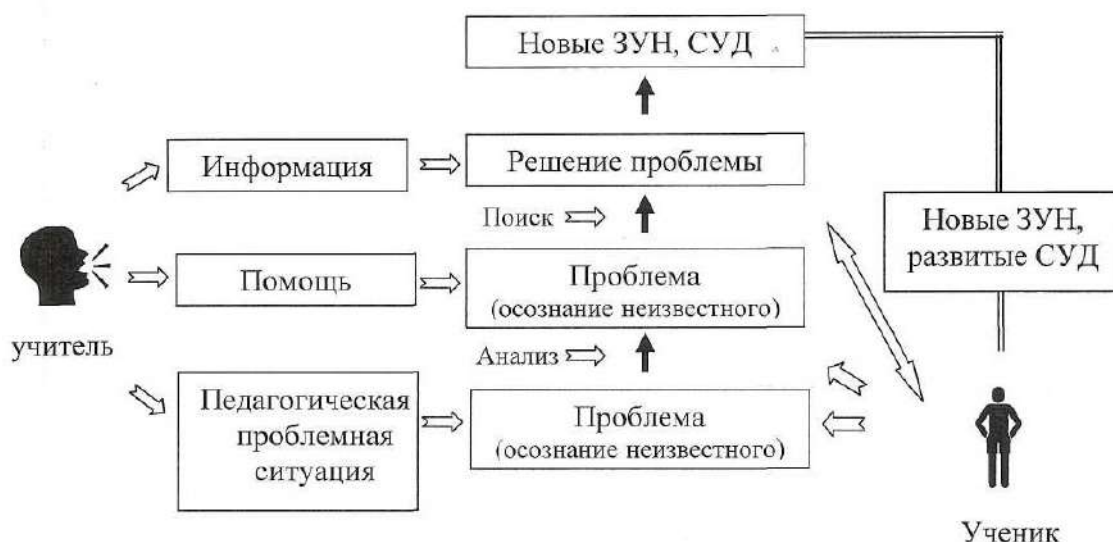 Новые ЗУН, СУД
Информация
Решение проблемы
Поиск
Новые ЗУН,
развитые СУД
Помощь
Проблема
(осознание неизвестного)
учитель
Анализ
Педагогическая
проблемная
ситуация
Проблема
(осознание неизвестного)
Ученик